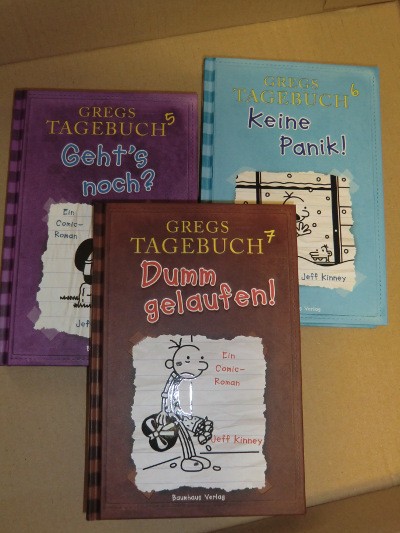 GREGS
TAGEBUCH 5
Geht's
noch?
Ein
Comic-
Roman
Jeff
GREGS
TAGEBUCH 6
Keine
Panik!
Jeff Kinney
Verlag
GREGS
TAGEBUCH 7
Dumm
gelaufen!
Ein
Comic-
Roman
Jeff Kinney
Baumhaus Verlag